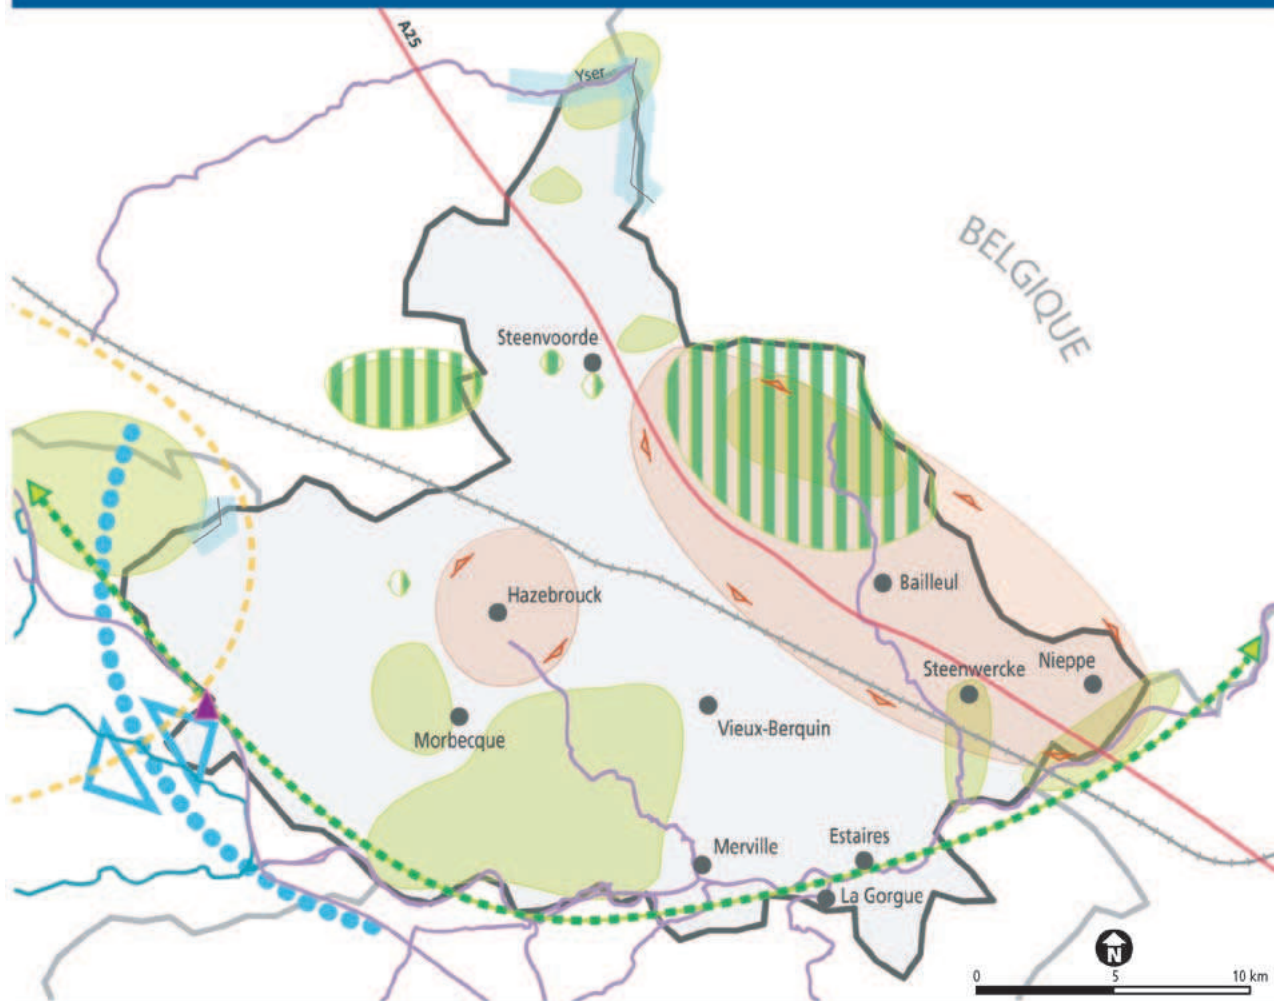 A25
Yser
BELGIQUE
Steenvoorde
Hazebrouck
Bailleul
Steenwercke
Nieppe
Morbecque
Vieux-Berquin
Merville
Estaires
La Gorgue
N
0 5 10 km